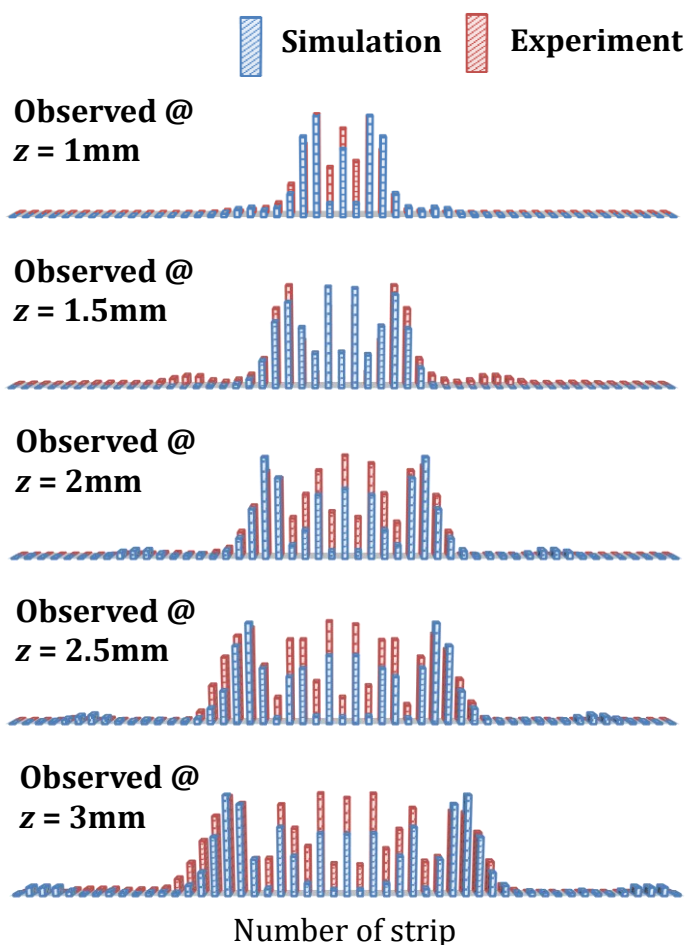 Simulation Experiment
Observed @
z = 1mm
Observed @
z = 1.5mm
Observed @
z = 2mm
Observed @
z = 2.5mm
Observed @
z = 3mm
Number of strip